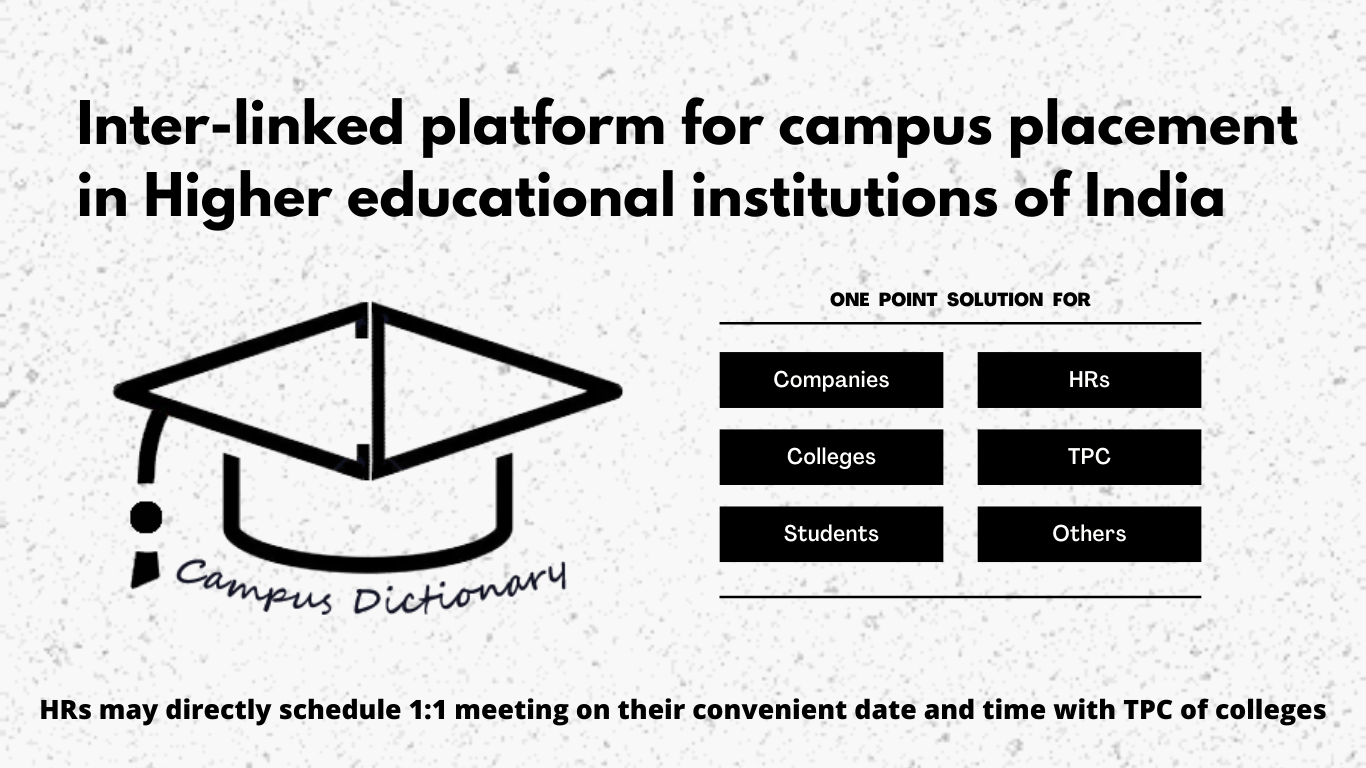 Inter-linked platform for campus placement
in Higher educational institutions of India
Campus Dictionary
ONE POINT SOLUTION FOR
Companies
HRs
Colleges
TPC
Students
Others
HRs may directly schedule 1:1 meeting on their convenient date and time with TPC of colleges